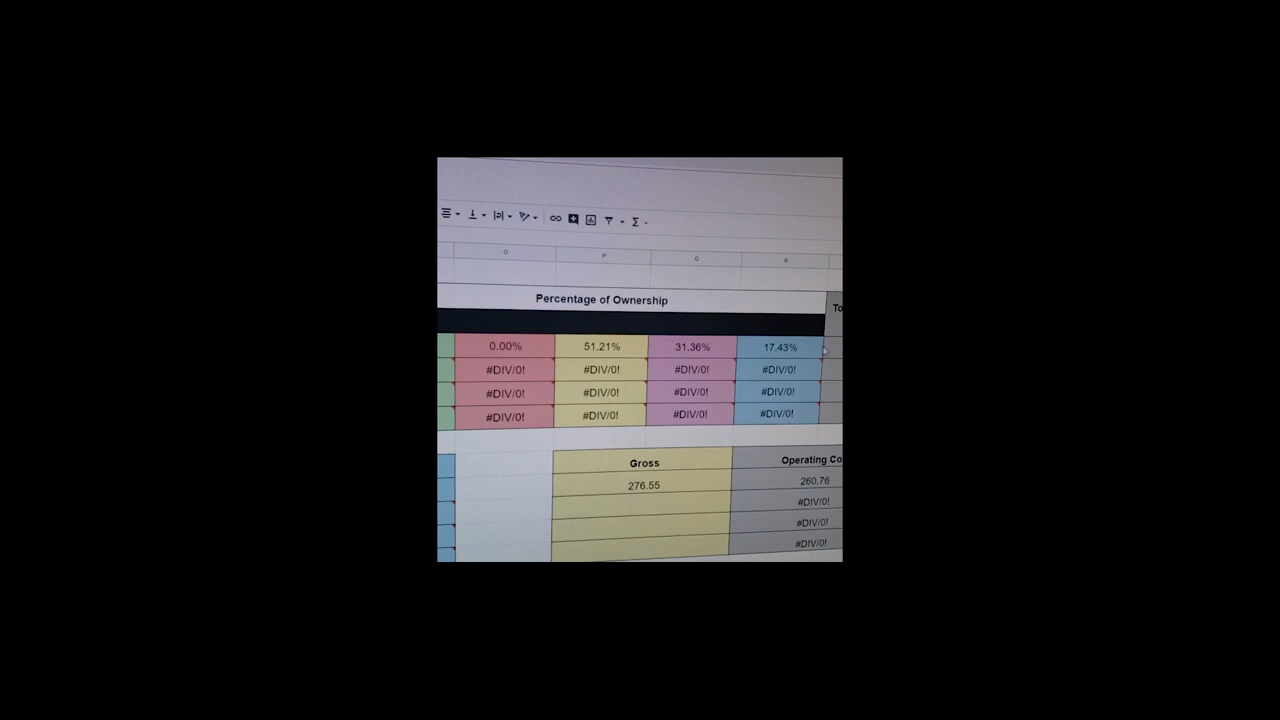 O P Q R
Percentage of Ownership
To
0.00% 51.21% 31.36% 17.43%
#DIV/0! #DIV/0! #DIV/0! #DIV/0!
#DIV/0! #DIV/0! #DIV/0! #DIV/0!
#DIV/0! #DIV/0! #DIV/0! #DIV/0!
Gross Operating Co
276.55 260.76
#DIV/0!
#DIV/0!
#DIV/0!